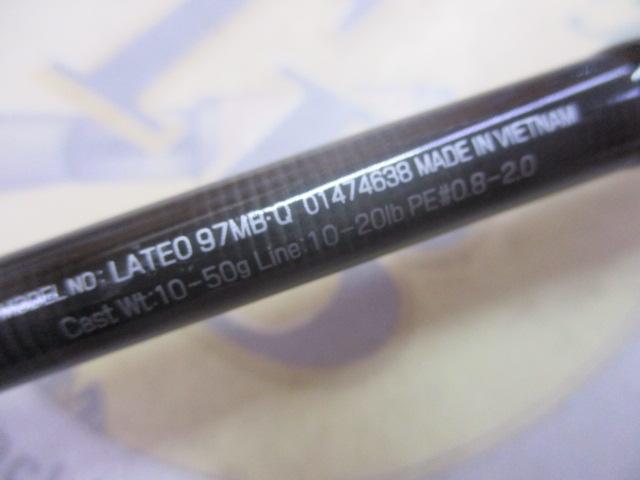 MODEL NO: LATEO 97MB·Q 01474638 MADE IN VIETNAM
Cast Wt:10-50g Line:10-20lb PE#0.8-2.0